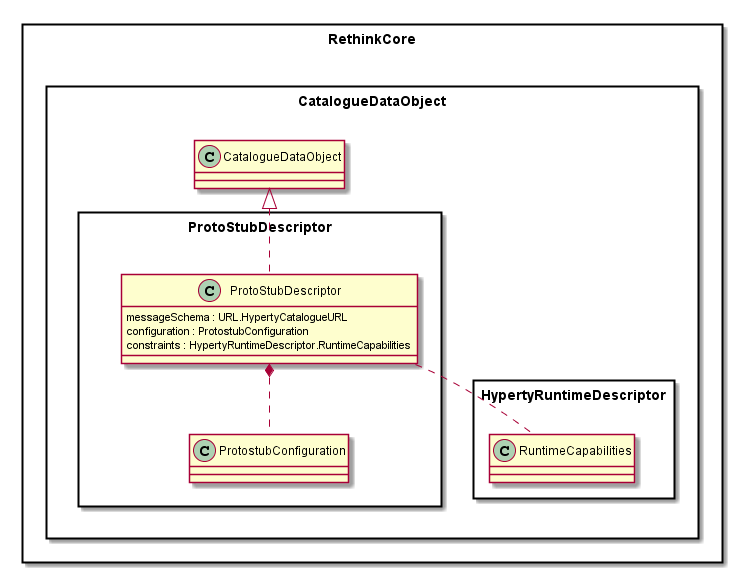 RethinkCore
CatalogueDataObject
C CatalogueDataObject
ProtoStubDescriptor
C ProtoStubDescriptor
messageSchema : URL.HypertyCatalogueURL
configuration : ProtostubConfiguration
constraints : HypertyRuntimeDescriptor.RuntimeCapabilities
HypertyRuntimeDescriptor
C ProtostubConfiguration
C RuntimeCapabilities